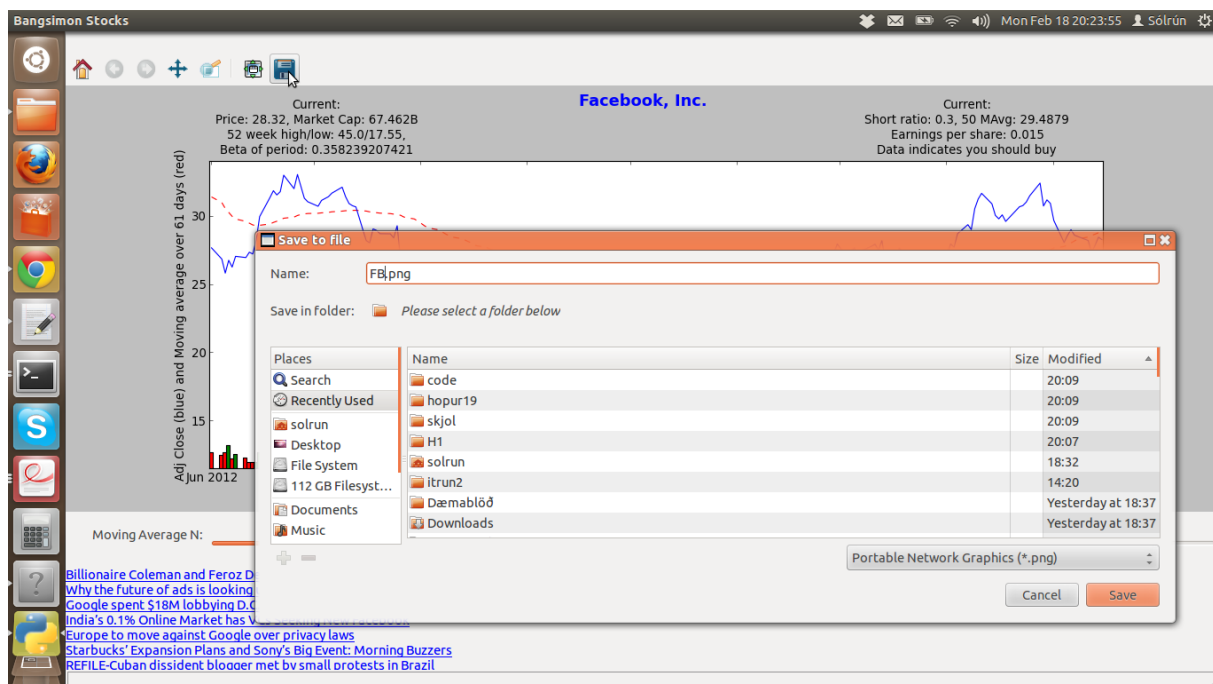 Bangsimon Stocks
Mon Feb 18 20:23:55 Sólrún
Facebook, Inc.
Current:
Price: 28.32, Market Cap: 67.462B
52 week high/low: 45.0/17.55,
Beta of period: 0.358239207421
Current:
Short ratio: 0.3, 50 MAvg: 29.4879
Earnings per share: 0.015
Data indicates you should buy
Adj Close (blue) and Moving average over 61 days (red)
30
25
20
15
Jun 2012
Save to file
Name: FB.png
Save in folder: Please select a folder below
Places
Search
Recently Used
solrun
Desktop
File System
112 GB Filesyst...
Documents
Music
Name Size Modified
code 20:09
hopur19 20:09
skjol 20:09
H1 20:07
solrun 18:32
itrun2 14:20
Dæmablöð Yesterday at 18:37
Downloads Yesterday at 18:37
Portable Network Graphics (*.png)
Cancel Save
Moving Average N:
Billionaire Coleman and Feroz D
Why the future of ads is looking
Google spent $18M lobbying D.C
India's 0.1% Online Market has
Europe to move against Google over privacy laws
Starbucks' Expansion Plans and Sony's Big Event: Morning Buzzers
REFILE-Cuban dissident blogger met by small protests in Brazil